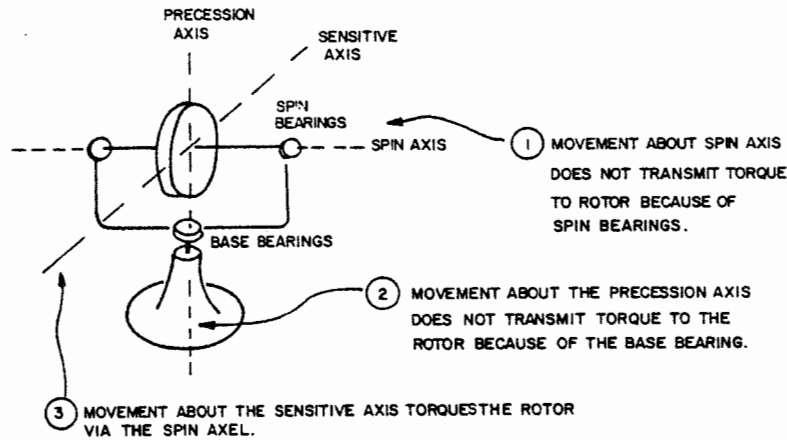 PRECESSION
AXIS
SENSITIVE
AXIS
SPIN
BEARINGS
SPIN AXIS
BASE BEARINGS
1 MOVEMENT ABOUT SPIN AXIS
DOES NOT TRANSMIT TORQUE
TO ROTOR BECAUSE OF
SPIN BEARINGS.
2 MOVEMENT ABOUT THE PRECESSION AXIS
DOES NOT TRANSMIT TORQUE TO THE
ROTOR BECAUSE OF THE BASE BEARING.
3 MOVEMENT ABOUT THE SENSITIVE AXIS TORQUESTHE ROTOR
VIA THE SPIN AXEL.